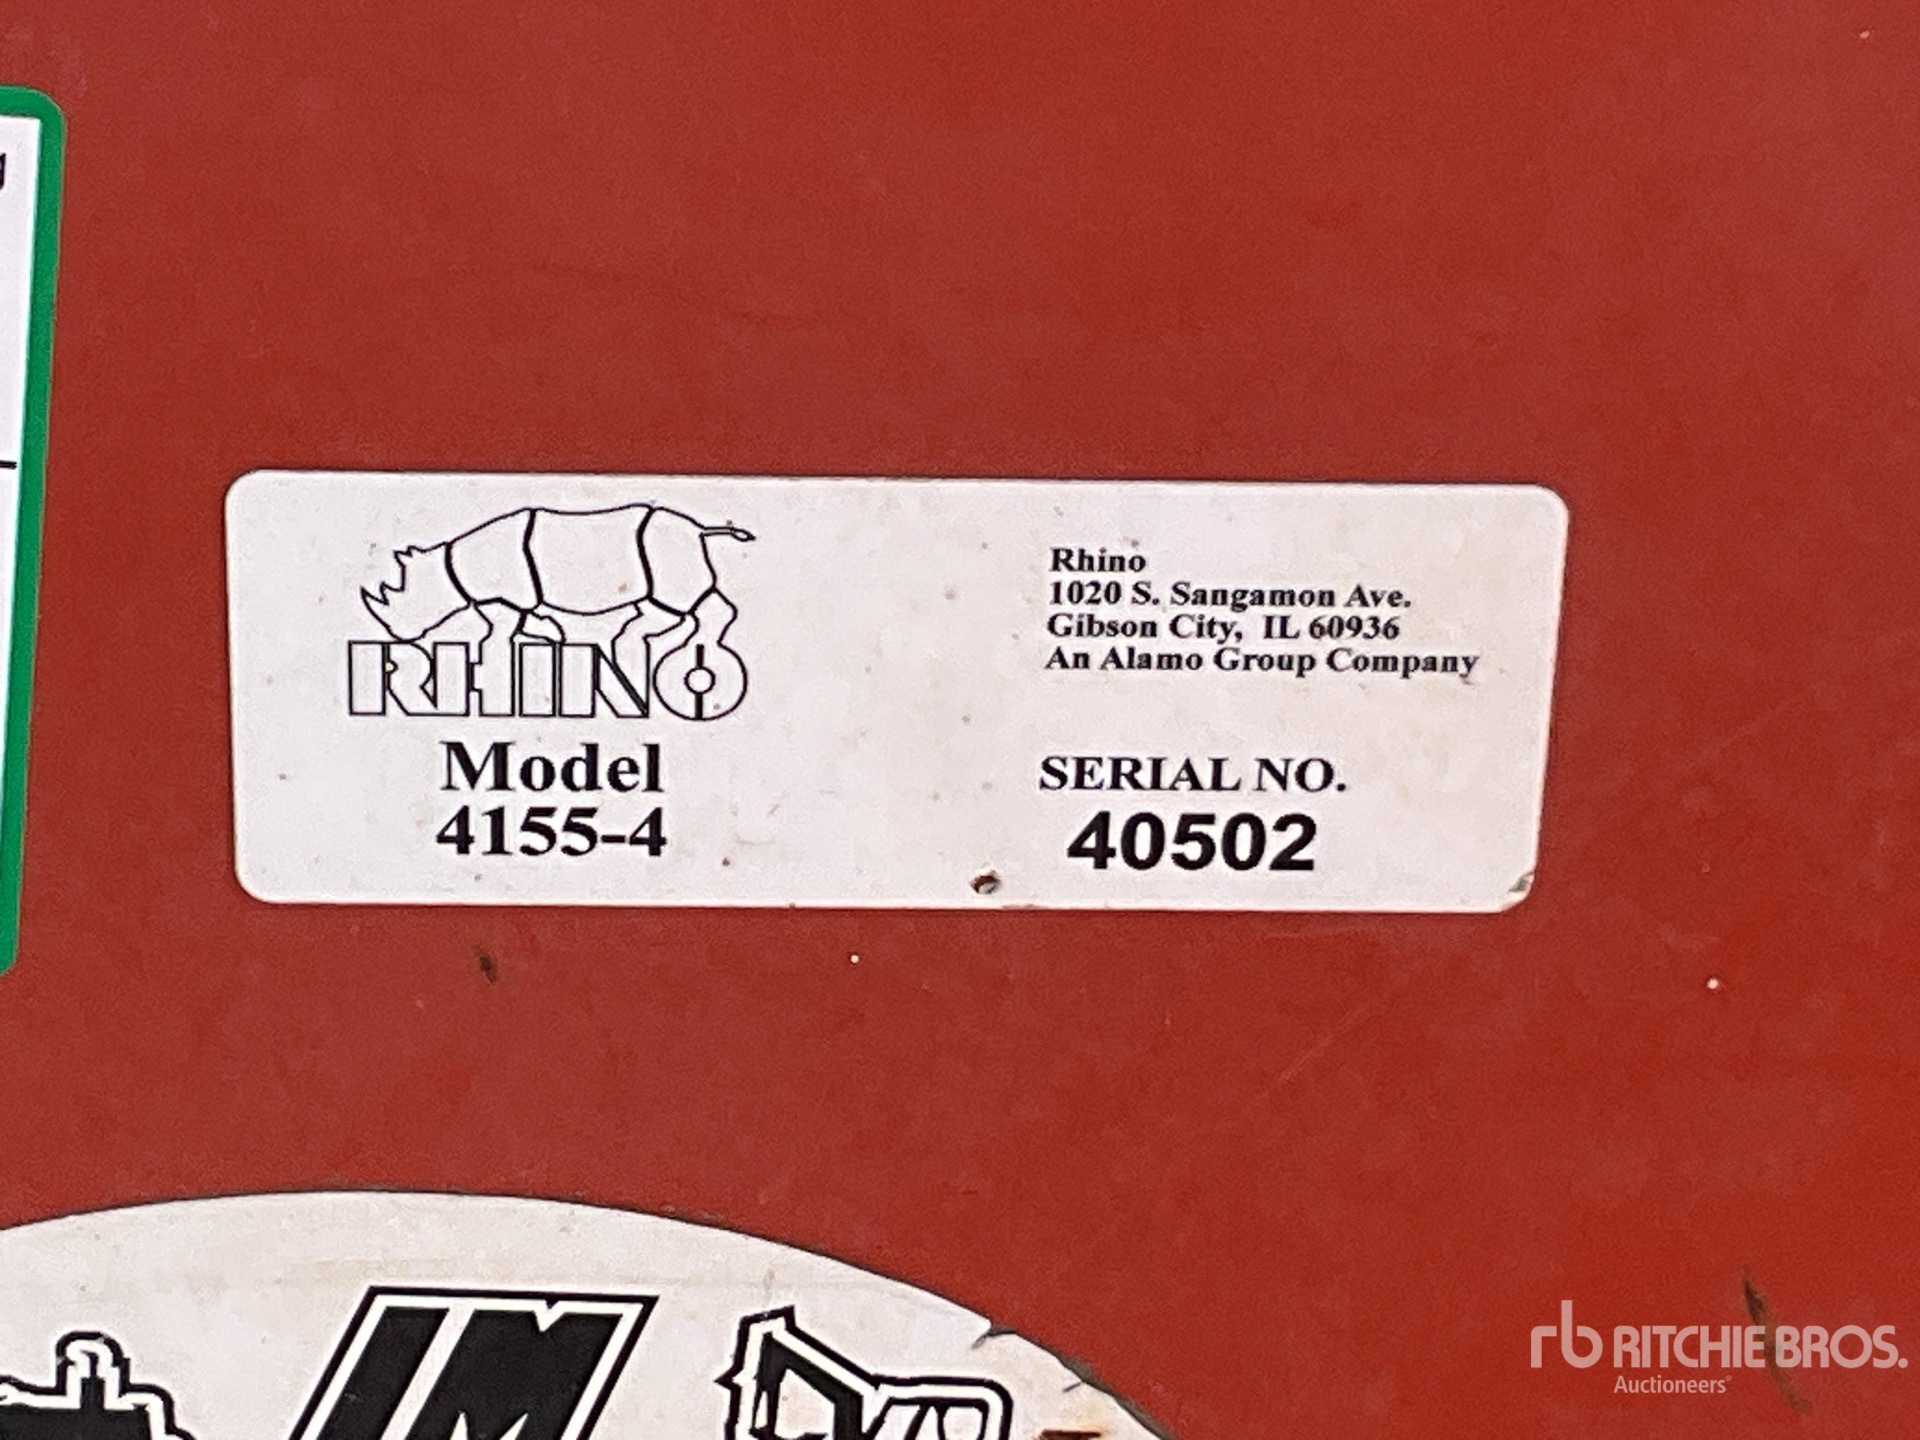 RHINO
Model
4155-4
Rhino
1020 S. Sangamon Ave.
Gibson City, IL 60936
An Alamo Group Company
SERIAL NO.
40502
rb RITCHIE BROS.
Auctioneers